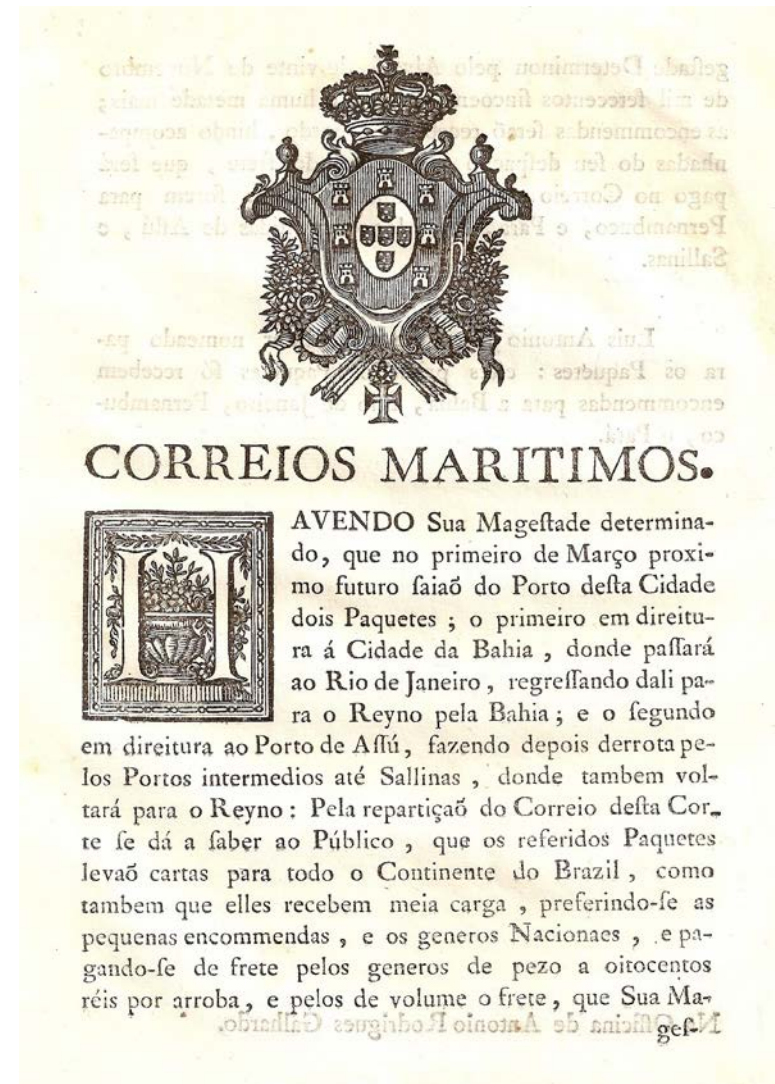 CORREIOS MARITIMOS.
HAVENDO Sua Mageſtade determina-
do, que no primeiro de Março proxi-
mo futuro ſaiaõ do Porto deſta Cidade
dois Paquetes ; o primeiro em direitu-
ra á Cidade da Bahia , donde paſſará
ao Rio de Janeiro , regreſſando dali pa-
ra o Reyno pela Bahia ; e o ſegundo
em direitura ao Porto de Aſſú, fazendo depois derrota pe-
los Portos intermedios até Sallinas , donde tambem vol-
tará para o Reyno : Pela repartiçaõ do Correio deſta Cor-
te ſe dá a ſaber ao Público , que os referidos Paquetes
levaõ cartas para todo o Continente do Brazil , como
tambem que elles recebem meia carga , preferindo-ſe as
pequenas encommendas , e os generos Nacionaes , e pa-
gando-ſe de frete pelos generos de pezo a oitocentos
réis por arroba, e pelos de volume o frete, que Sua Ma-
geſ-